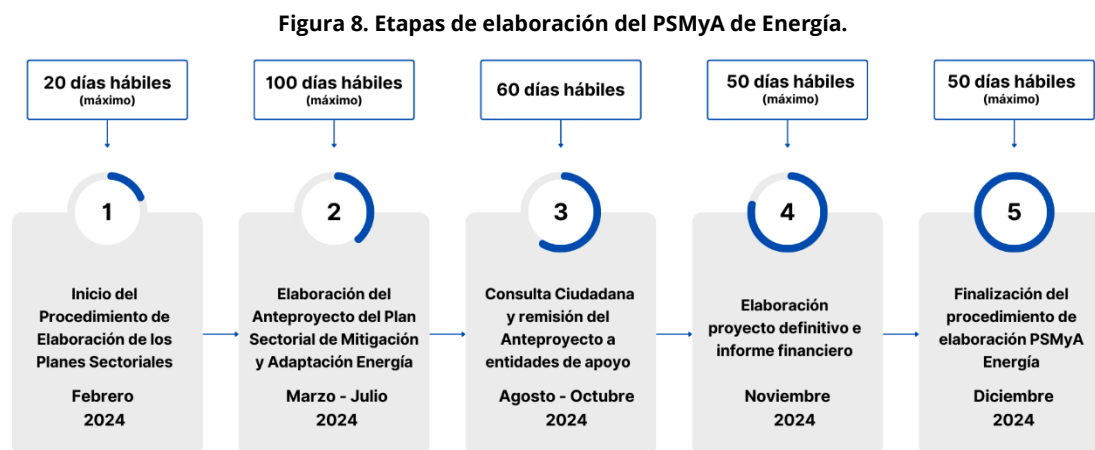 Figura 8. Etapas de elaboración del PSMyA de Energía.
20 días hábiles
(máximo)
100 días hábiles
(máximo)
60 días hábiles
50 días hábiles
(máximo)
50 días hábiles
(máximo)
1
Inicio del
Procedimiento de
Elaboración de los
Planes Sectoriales
Febrero
2024
2
Elaboración del
Anteproyecto del Plan
Sectorial de Mitigación
y Adaptación Energía
Marzo - Julio
2024
3
Consulta Ciudadana
y remisión del
Anteproyecto a
entidades de apoyo
Agosto - Octubre
2024
4
Elaboración
proyecto definitivo e
informe financiero
Noviembre
2024
5
Finalización del
procedimiento de
elaboración PSMyA
Energía
Diciembre
2024